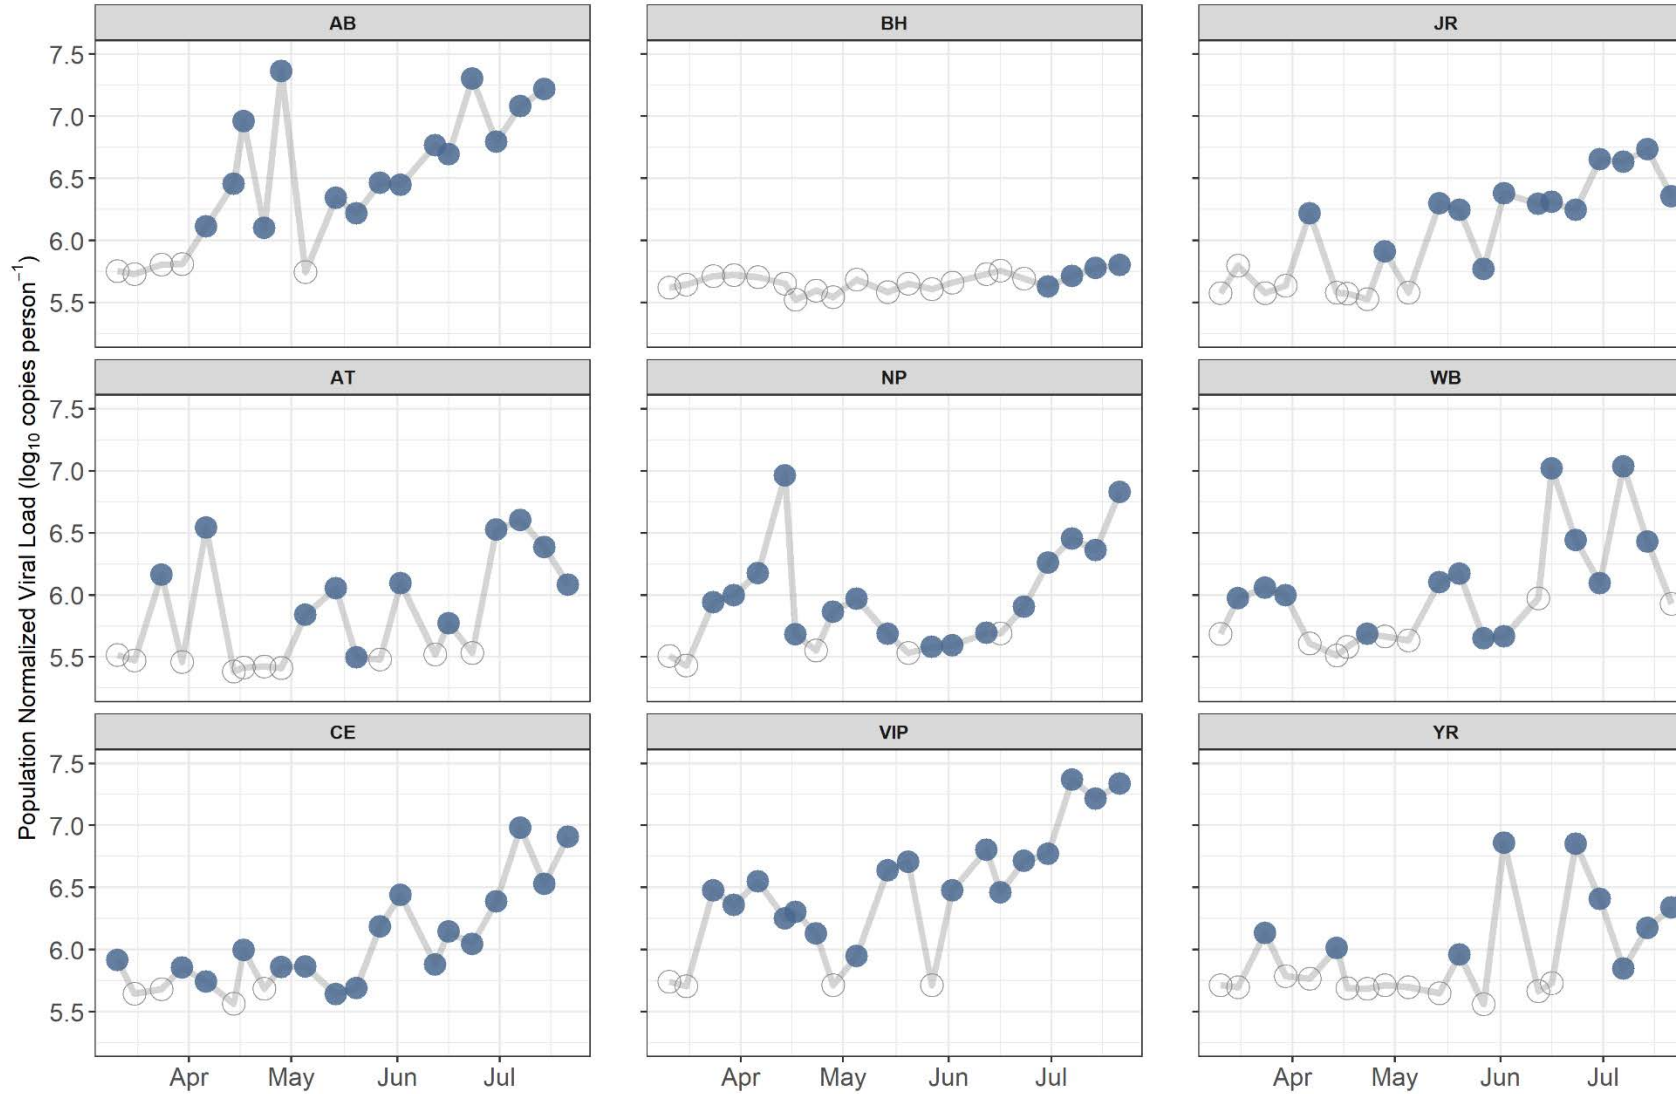 AB
BH
JR
7.5
7.0
6.5
6.0
5.5
AT
NP
WB
7.5
7.0
6.5
6.0
5.5
CE
VIP
YR
7.5
7.0
6.5
6.0
5.5
Apr May Jun Jul
Apr May Jun Jul
Apr May Jun Jul
Population Normalized Viral Load (log₁₀ copies person⁻¹)